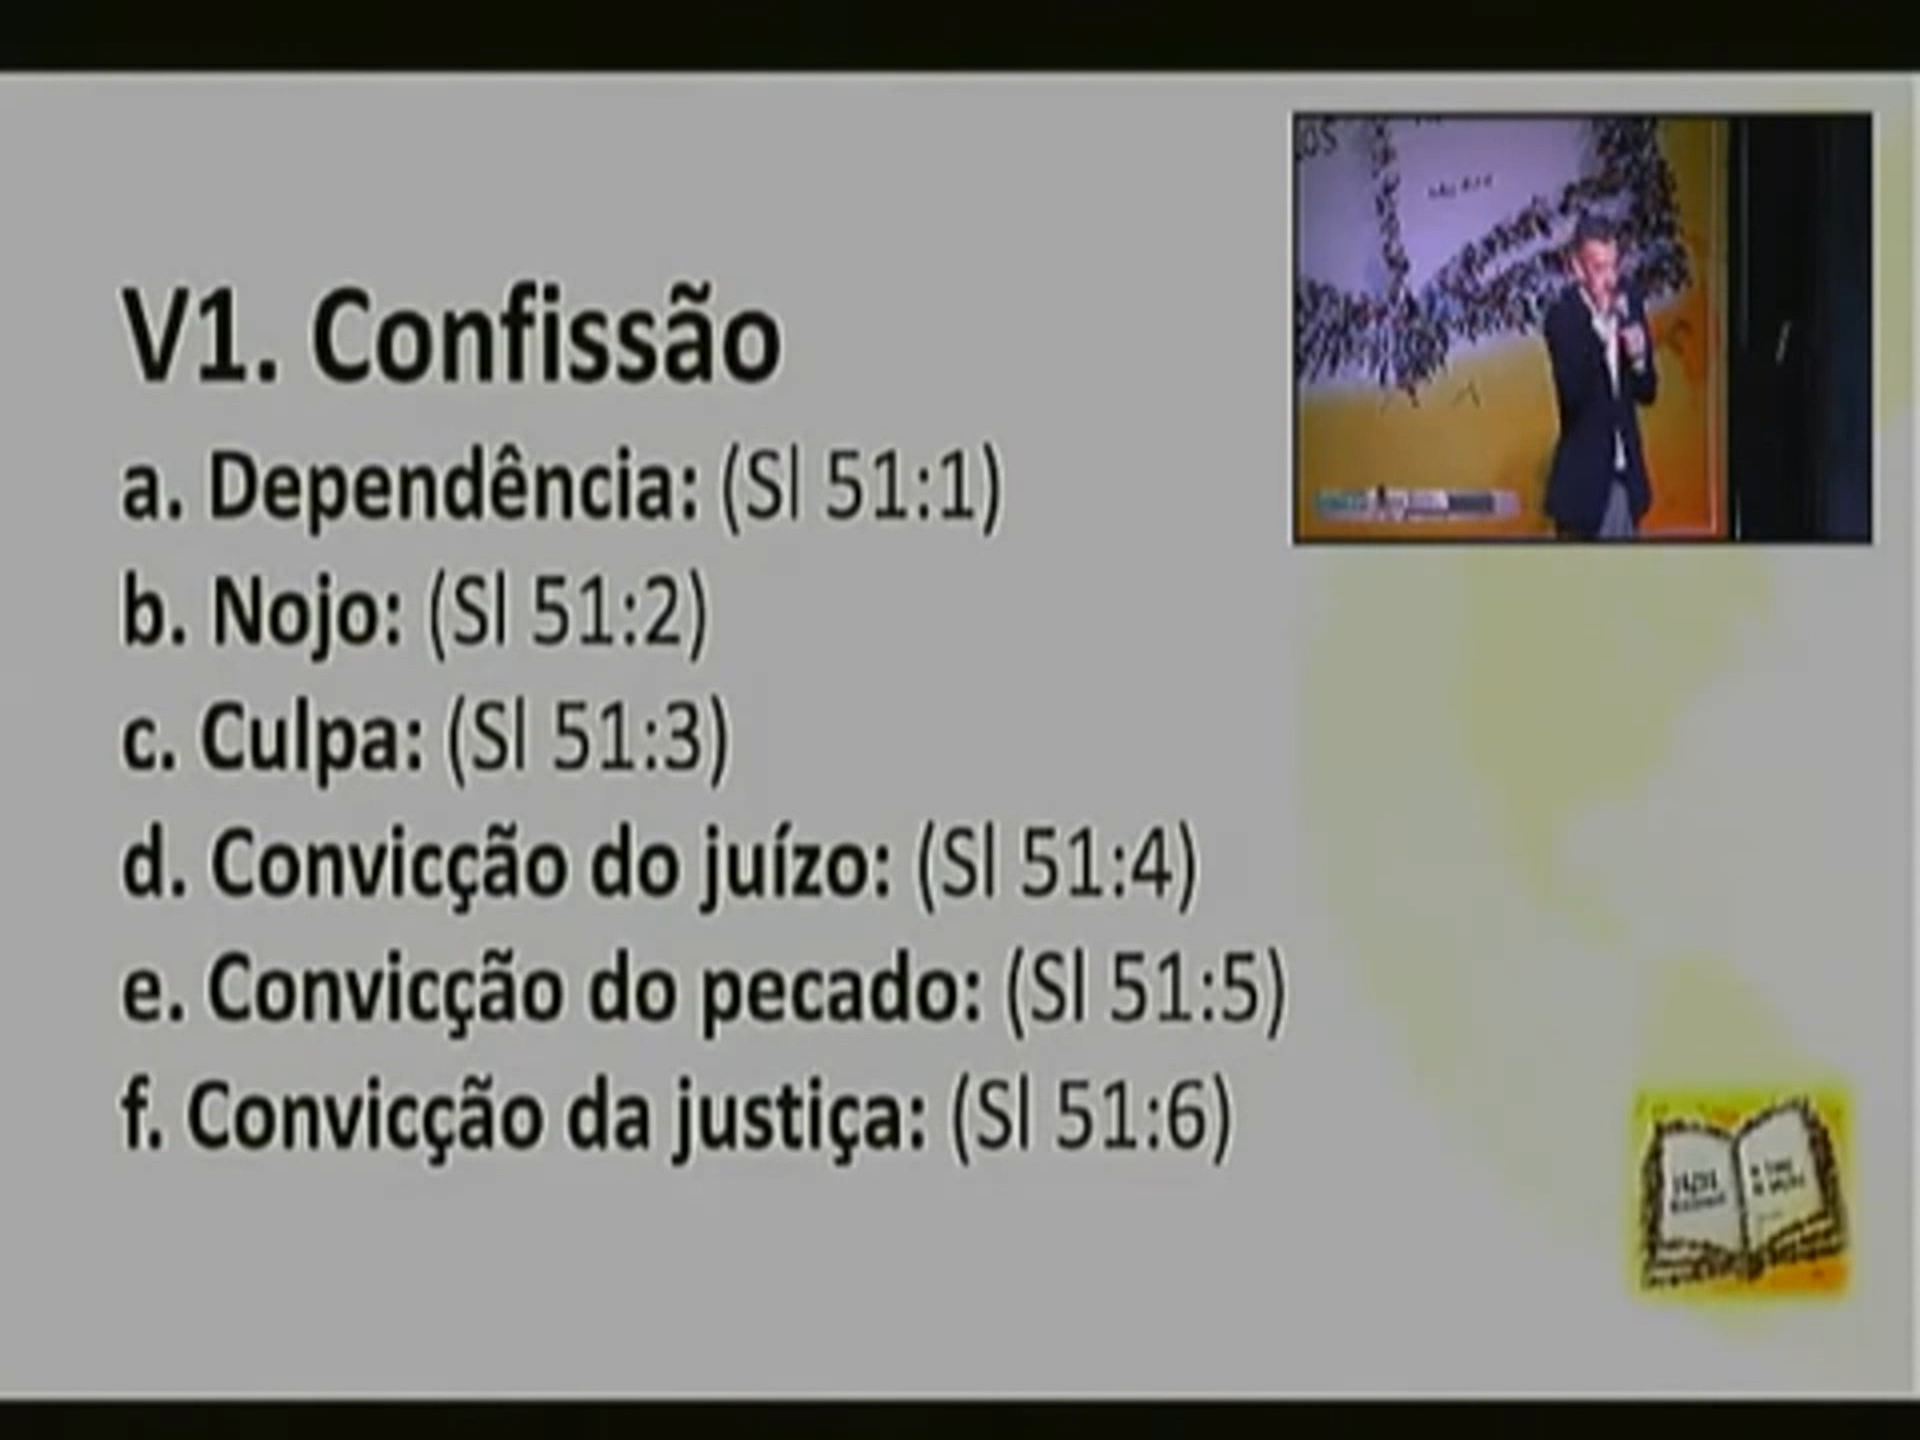 V1. Confissão
a. Dependência: (Sl 51:1)
b. Nojo: (Sl 51:2)
c. Culpa: (Sl 51:3)
d. Convicção do juízo: (Sl 51:4)
e. Convicção do pecado: (Sl 51:5)
f. Convicção da justiça: (Sl 51:6)